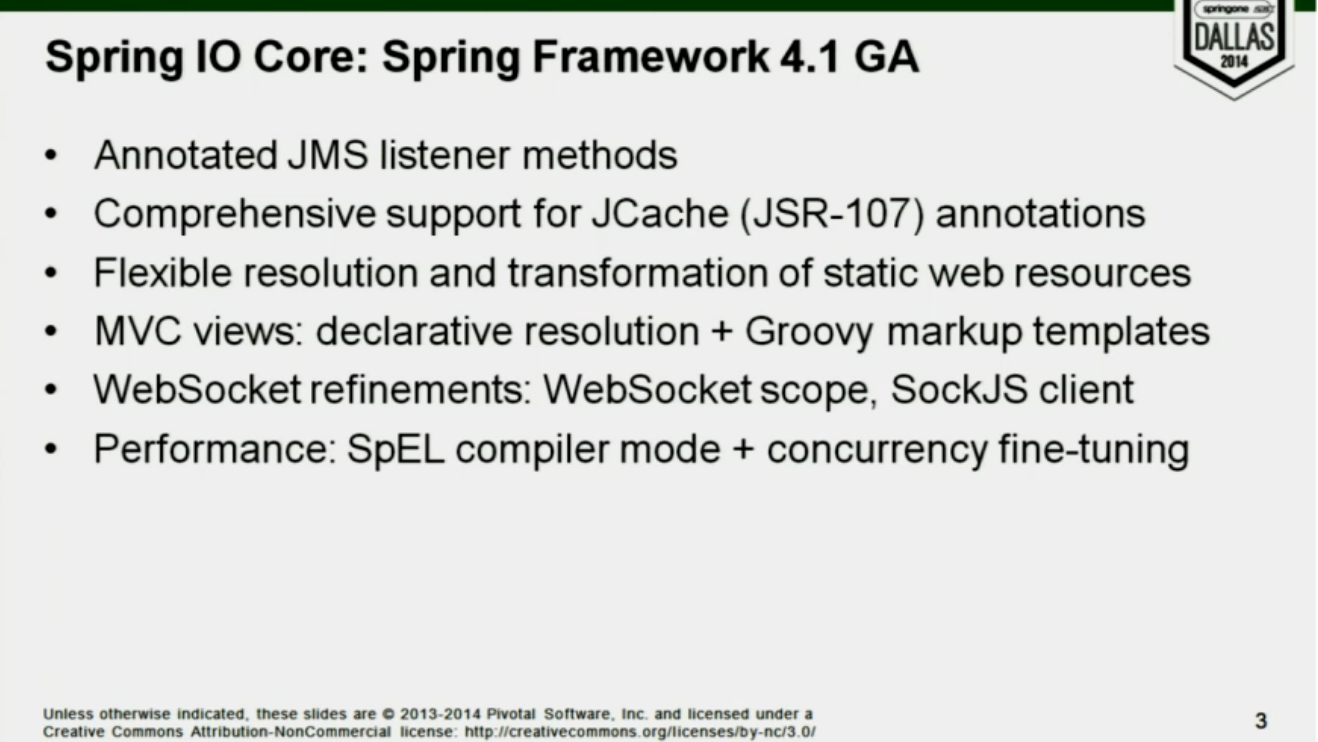 springone 2GX
DALLAS
2014
Spring IO Core: Spring Framework 4.1 GA
• Annotated JMS listener methods
• Comprehensive support for JCache (JSR-107) annotations
• Flexible resolution and transformation of static web resources
• MVC views: declarative resolution + Groovy markup templates
• WebSocket refinements: WebSocket scope, SockJS client
• Performance: SpEL compiler mode + concurrency fine-tuning
Unless otherwise indicated, these slides are © 2013-2014 Pivotal Software, Inc. and licensed under a
Creative Commons Attribution-NonCommercial license: http://creativecommons.org/licenses/by-nc/3.0/
3